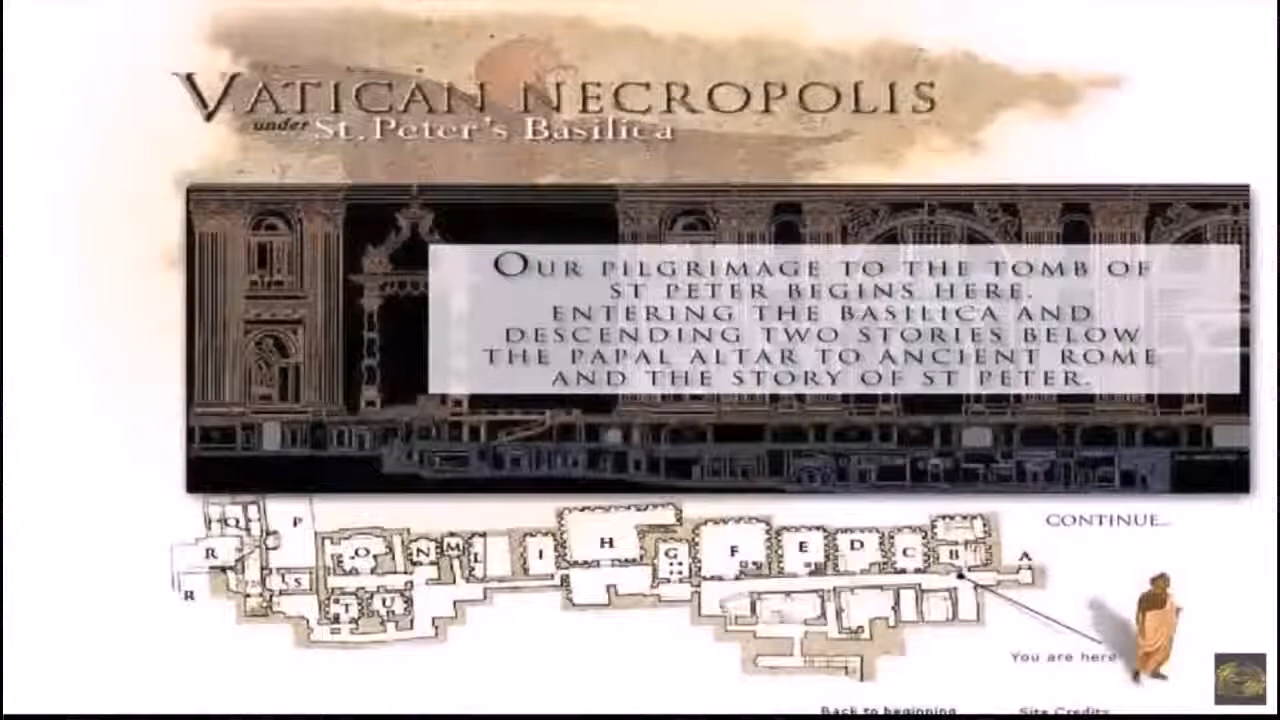 VATICAN NECROPOLIS
under St. Peter's Basilica
OUR PILGRIMAGE TO THE TOMB OF
ST PETER BEGINS HERE.
ENTERING THE BASILICA AND
DESCENDING TWO STORIES BELOW
THE PAPAL ALTAR TO ANCIENT ROME
AND THE STORY OF ST PETER.
CONTINUE...
Q P
R O N M L I H G F E D C B A
S
R T U
You are here
Back to beginning Site Credits